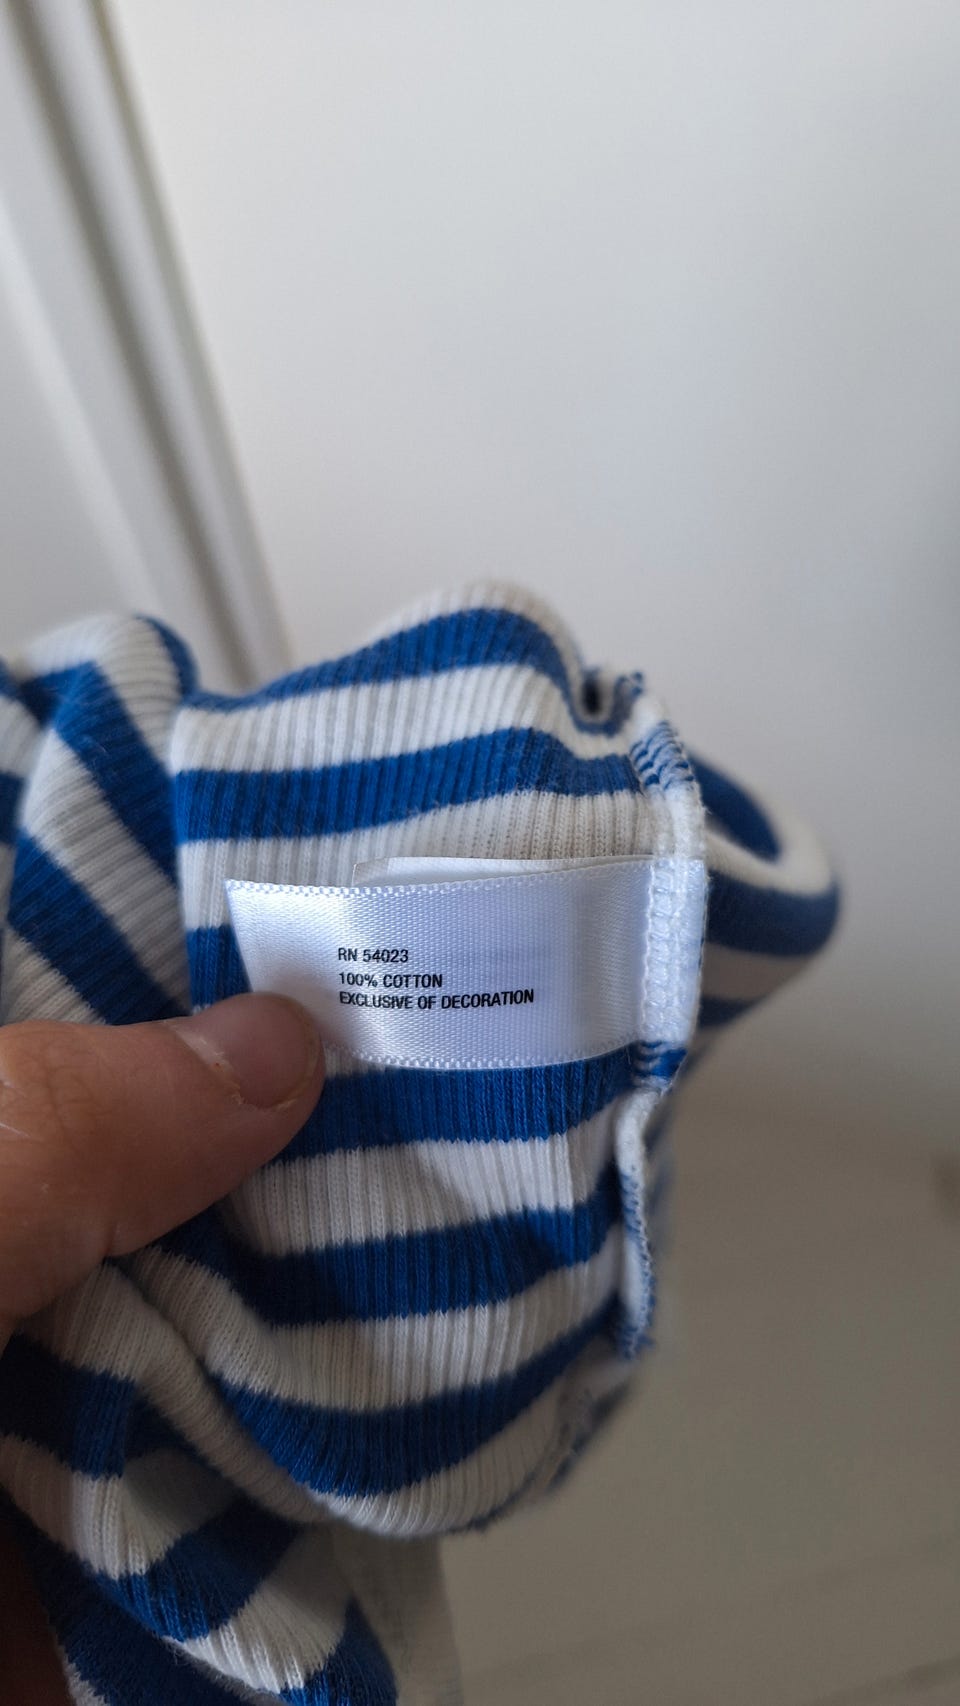 RN 54023
100% COTTON
EXCLUSIVE OF DECORATION